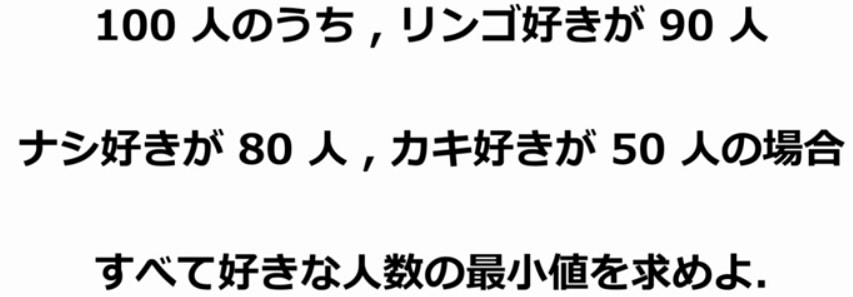 100 人のうち , リンゴ好きが 90 人
ナシ好きが 80 人 , カキ好きが 50 人の場合
すべて好きな人数の最小値を求めよ.